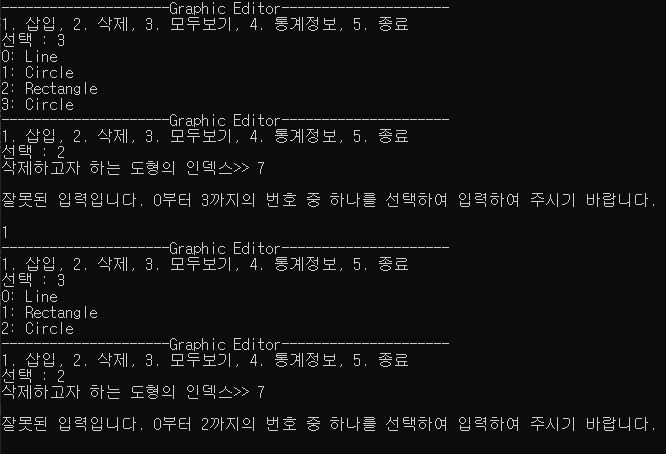 ---------------------Graphic Editor---------------------
1. 삽입, 2. 삭제, 3. 모두보기, 4. 통계정보, 5. 종료
선택 : 3
0: Line
1: Circle
2: Rectangle
3: Circle
---------------------Graphic Editor---------------------
1. 삽입, 2. 삭제, 3. 모두보기, 4. 통계정보, 5. 종료
선택 : 2
삭제하고자 하는 도형의 인덱스>> 7
잘못된 입력입니다. 0부터 3까지의 번호 중 하나를 선택하여 입력하여 주시기 바랍니다.
1
---------------------Graphic Editor---------------------
1. 삽입, 2. 삭제, 3. 모두보기, 4. 통계정보, 5. 종료
선택 : 3
0: Line
1: Rectangle
2: Circle
---------------------Graphic Editor---------------------
1. 삽입, 2. 삭제, 3. 모두보기, 4. 통계정보, 5. 종료
선택 : 2
삭제하고자 하는 도형의 인덱스>> 7
잘못된 입력입니다. 0부터 2까지의 번호 중 하나를 선택하여 입력하여 주시기 바랍니다.